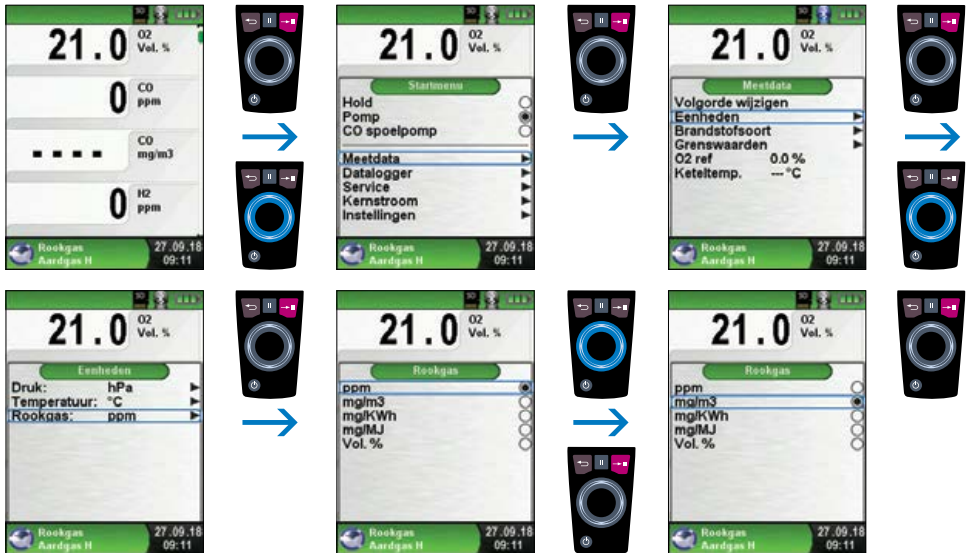 21.0 O2 Vol. %
0 CO ppm
---- CO mg/m3
0 H2 ppm
Rookgas 27.09.18
Aardgas H 09:11
21.0 O2 Vol. %
Startmenu
Hold
Pomp
CO spoelpomp
Meetdata
Datalogger
Service
Kernstroom
Instellingen
Rookgas 27.09.18
Aardgas H 09:11
21.0 O2 Vol. %
Meetdata
Volgorde wijzigen
Eenheden
Brandstofsoort
Grenswaarden
O2 ref 0.0 %
Keteltemp. --- °C
Rookgas 27.09.18
Aardgas H 09:11
21.0 O2 Vol. %
Eenheden
Druk: hPa
Temperatuur: °C
Rookgas: ppm
Rookgas 27.09.18
Aardgas H 09:11
21.0 O2 Vol. %
Rookgas
ppm
mg/m3
mg/KWh
mg/MJ
Vol. %
Rookgas 27.09.18
Aardgas H 09:11
21.0 O2 Vol. %
Rookgas
ppm
mg/m3
mg/KWh
mg/MJ
Vol. %
Rookgas 27.09.18
Aardgas H 09:11